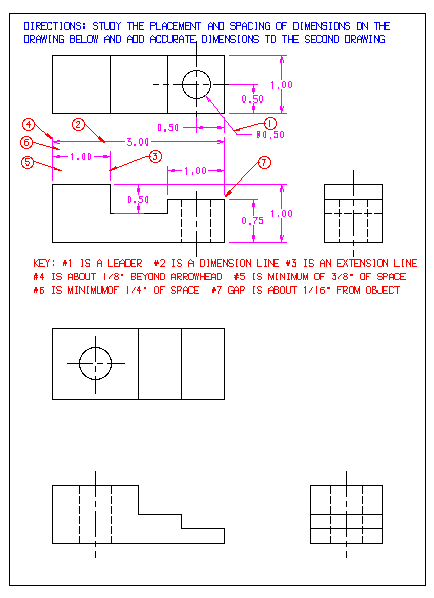 DIRECTIONS: STUDY THE PLACEMENT AND SPACING OF DIMENSIONS ON THE
DRAWING BELOW AND ADD ACCURATE DIMENSIONS TO THE SECOND DRAWING
1.00
0.50
0.50
1
Ø0.50
4
2
6
3.00
5
1.00
3
1.00
7
0.50
0.75
1.00
KEY: #1 IS A LEADER #2 IS A DIMENSION LINE #3 IS AN EXTENSION LINE
#4 IS ABOUT 1/8" BEYOND ARROWHEAD #5 IS MINIMUM OF 3/8" OF SPACE
#6 IS MINIMUMOF 1/4" OF SPACE #7 GAP IS ABOUT 1/16" FROM OBJECT